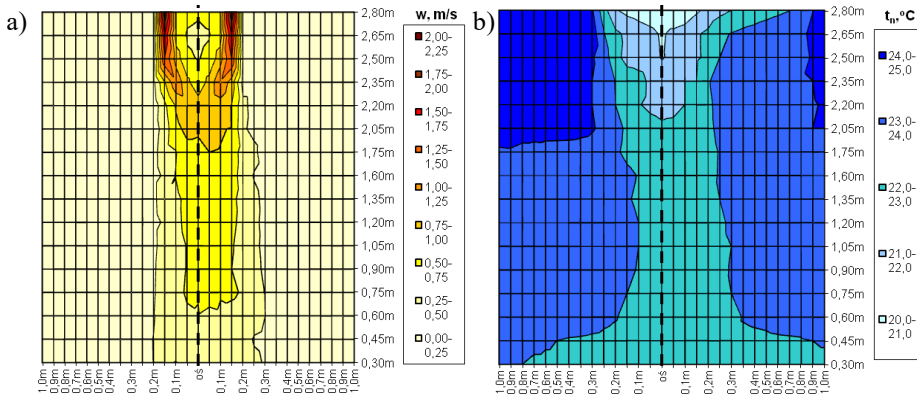 a)
2,80m
2,65m
2,50m
2,35m
2,20m
2,05m
1,75m
1,60m
1,35m
1,20m
1,05m
0,90m
0,75m
0,60m
0,45m
0,30m
1,0m
0,9m
0,8m
0,7m
0,6m
0,5m
0,4m
0,3m
0,2m
0,1m
oś
0,1m
0,2m
0,3m
0,4m
0,5m
0,6m
0,7m
0,8m
0,9m
1,0m
w, m/s
2,00-
2,25
1,75-
2,00
1,50-
1,75
1,25-
1,50
1,00-
1,25
0,75-
1,00
0,50-
0,75
0,25-
0,50
0,00-
0,25
b)
2,80m
2,65m
2,50m
2,35m
2,20m
2,05m
1,75m
1,60m
1,35m
1,20m
1,05m
0,90m
0,75m
0,60m
0,45m
0,30m
1,0m
0,9m
0,8m
0,7m
0,6m
0,5m
0,4m
0,3m
0,2m
0,1m
oś
0,1m
0,2m
0,3m
0,4m
0,5m
0,6m
0,7m
0,8m
0,9m
1,0m
tₙ,°C
24,0-
25,0
23,0-
24,0
22,0-
23,0
21,0-
22,0
20,0-
21,0